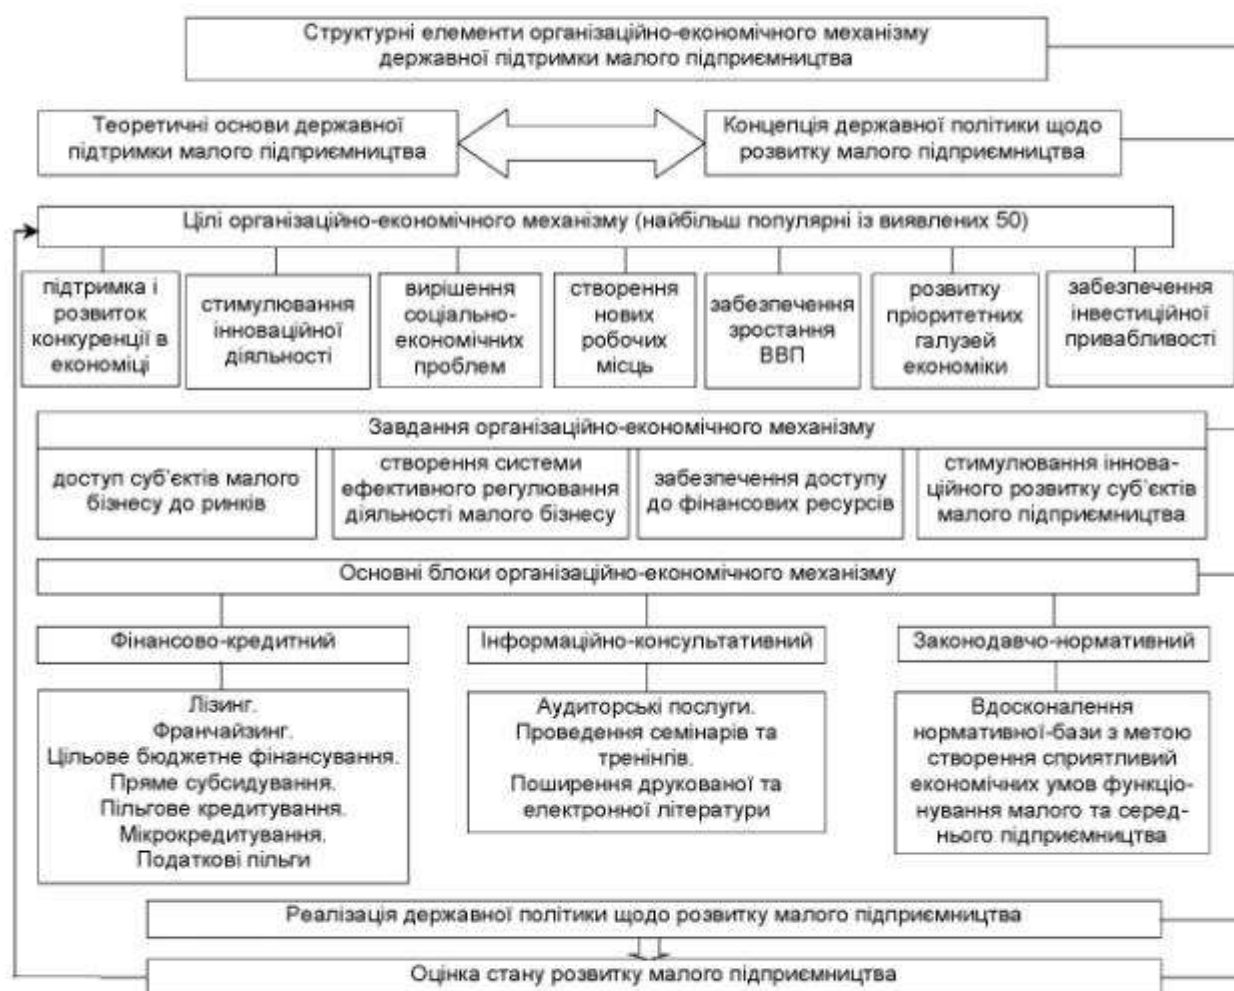 Структурні елементи організаційно-економічного механізму
державної підтримки малого підприємництва
Теоретичні основи державної
підтримки малого підприємництва
Концепція державної політики щодо
розвитку малого підприємництва
Цілі організаційно-економічного механізму (найбільш популярні із виявлених 50)
підтримка і
розвиток
конкуренції в
економіці
стимулювання
інноваційної
діяльності
вирішення
соціально-
економічних
проблем
створення
нових
робочих
місць
забезпечення
зростання
ВВП
розвитку
пріоритетних
галузей
економіки
забезпечення
інвестиційної
привабливості
Завдання організаційно-економічного механізму
доступ суб’єктів малого
бізнесу до ринків
створення системи
ефективного регулювання
діяльності малого бізнесу
забезпечення доступу
до фінансових ресурсів
стимулювання іннова-
ційного розвитку суб’єктів
малого підприємництва
Основні блоки організаційно-економічного механізму
Фінансово-кредитний
Інформаційно-консультативний
Законодавчо-нормативний
Лізинг.
Франчайзинг.
Цільове бюджетне фінансування.
Пряме субсидування.
Пільгове кредитування.
Мікрокредитування.
Податкові пільги
Аудиторські послуги.
Проведення семінарів та
тренінгів.
Поширення друкованої та
електронної літератури
Вдосконалення
нормативної-бази з метою
створення сприятливий
економічних умов функціо-
нування малого та серед-
нього підприємництва
Реалізація державної політики щодо розвитку малого підприємництва
Оцінка стану розвитку малого підприємництва